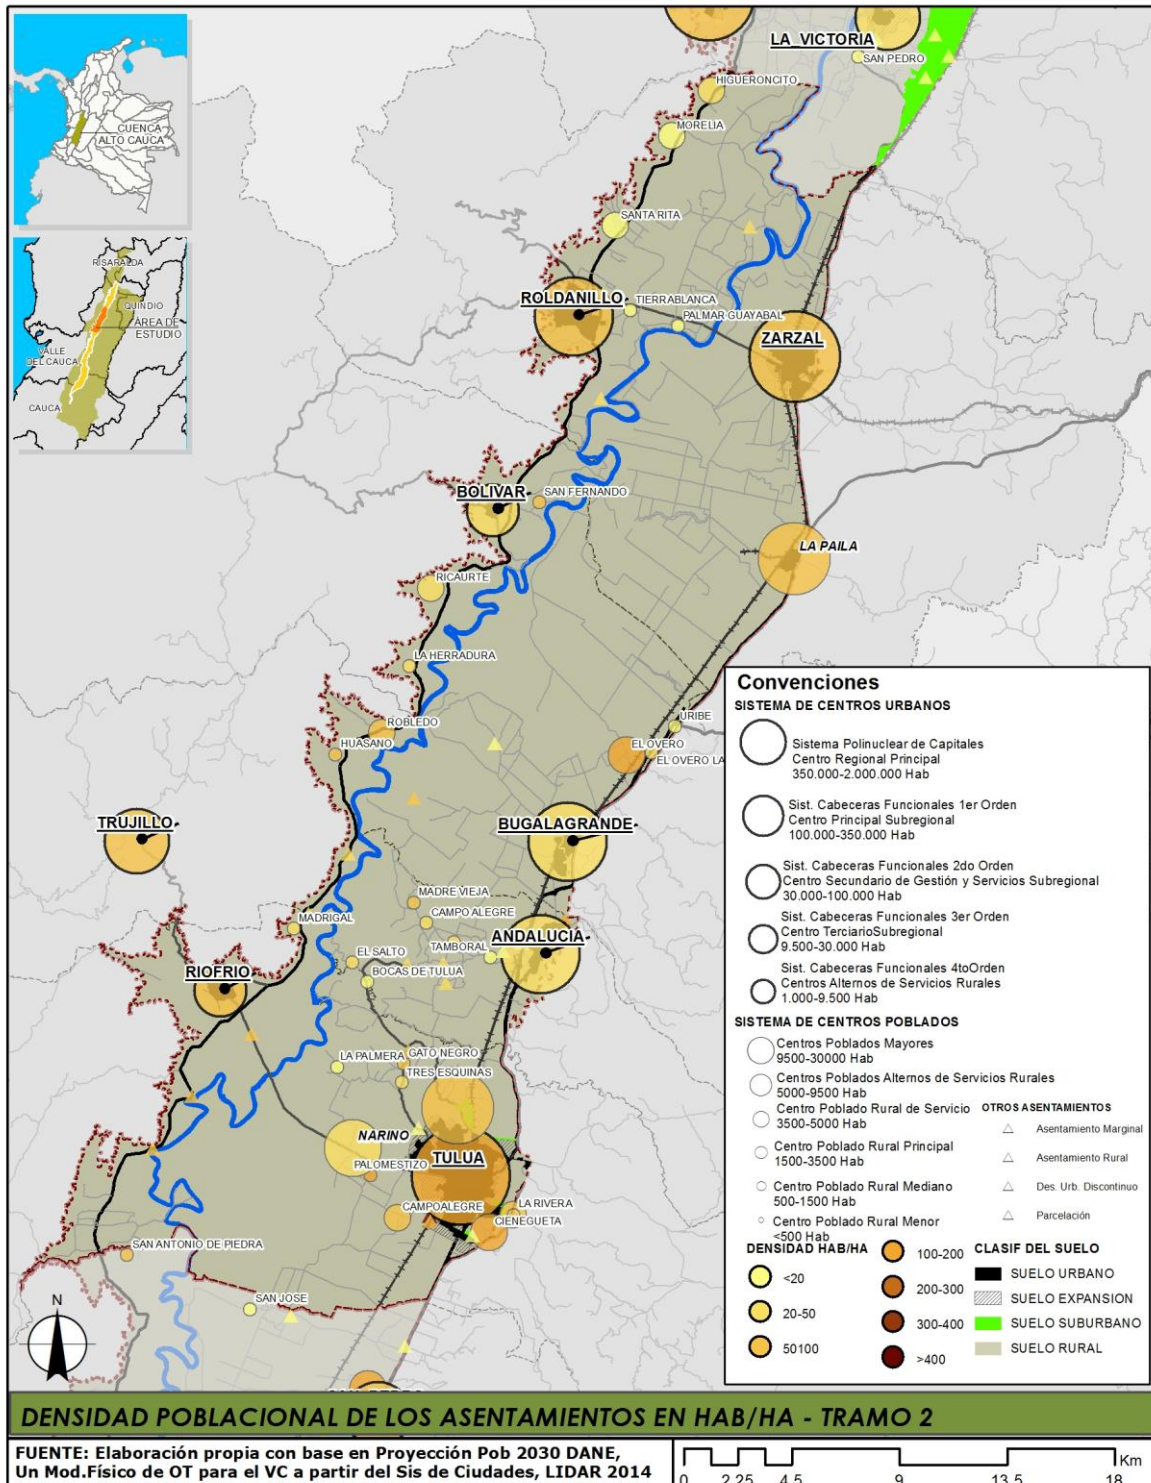 CUENCA
ALTO CAUCA
RISARALDA
QUINDIO
ÁREA DE
ESTUDIO
VALLE
DEL CAUCA
CAUCA
LA_VICTORIA
SAN PEDRO
HIGUERONCITO
MORELIA
SANTA RITA
ROLDANILLO
TIERRABLANCA
PALMAR GUAYABAL
ZARZAL
BOLIVAR
SAN FERNANDO
LA PAILA
RICAURTE
LA HERRADURA
ROBLEDO
HUASANO
URIBE
EL OVERO
EL OVERO LA
TRUJILLO
BUGALAGRANDE
MADRE VIEJA
CAMPO ALEGRE
MADRIGAL
TAMBORAL
ANDALUCIA
EL SALTO
BOCAS DE TULUA
RIOFRIO
LA PALMERA
GATO NEGRO
TRES ESQUINAS
NARINO
PALOMESTIZO
TULUA
CAMPOALEGRE
LA RIVERA
CIENEGUETA
SAN ANTONIO DE PIEDRA
SAN JOSE
N
Convenciones
SISTEMA DE CENTROS URBANOS
Sistema Polinuclear de Capitales
Centro Regional Principal
350.000-2.000.000 Hab
Sist. Cabeceras Funcionales 1er Orden
Centro Principal Subregional
100.000-350.000 Hab
Sist. Cabeceras Funcionales 2do Orden
Centro Secundario de Gestión y Servicios Subregional
30.000-100.000 Hab
Sist. Cabeceras Funcionales 3er Orden
Centro TerciarioSubregional
9.500-30.000 Hab
Sist. Cabeceras Funcionales 4toOrden
Centros Alternos de Servicios Rurales
1.000-9.500 Hab
SISTEMA DE CENTROS POBLADOS
Centros Poblados Mayores
9500-30000 Hab
Centros Poblados Alternos de Servicios Rurales
5000-9500 Hab
Centro Poblado Rural de Servicio
3500-5000 Hab
Centro Poblado Rural Principal
1500-3500 Hab
Centro Poblado Rural Mediano
500-1500 Hab
Centro Poblado Rural Menor
<500 Hab
OTROS ASENTAMIENTOS
Asentamiento Marginal
Asentamiento Rural
Des. Urb. Discontinuo
Parcelación
DENSIDAD HAB/HA
<20
20-50
50100
100-200
200-300
300-400
>400
CLASIF DEL SUELO
SUELO URBANO
SUELO EXPANSION
SUELO SUBURBANO
SUELO RURAL
DENSIDAD POBLACIONAL DE LOS ASENTAMIENTOS EN HAB/HA - TRAMO 2
FUENTE: Elaboración propia con base en Proyección Pob 2030 DANE,
Un Mod.Físico de OT para el VC a partir del Sis de Ciudades, LIDAR 2014
Km
0 2,25 4,5 9 13,5 18